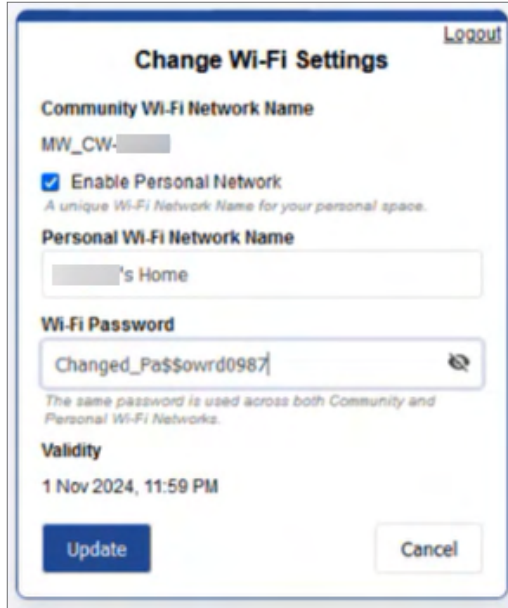 Logout
Change Wi-Fi Settings
Community Wi-Fi Network Name
MW_CW-
Enable Personal Network
A unique Wi-Fi Network Name for your personal space.
Personal Wi-Fi Network Name
's Home
Wi-Fi Password
Changed_Pa$$owrd0987
The same password is used across both Community and
Personal Wi-Fi Networks.
Validity
1 Nov 2024, 11:59 PM
Update
Cancel